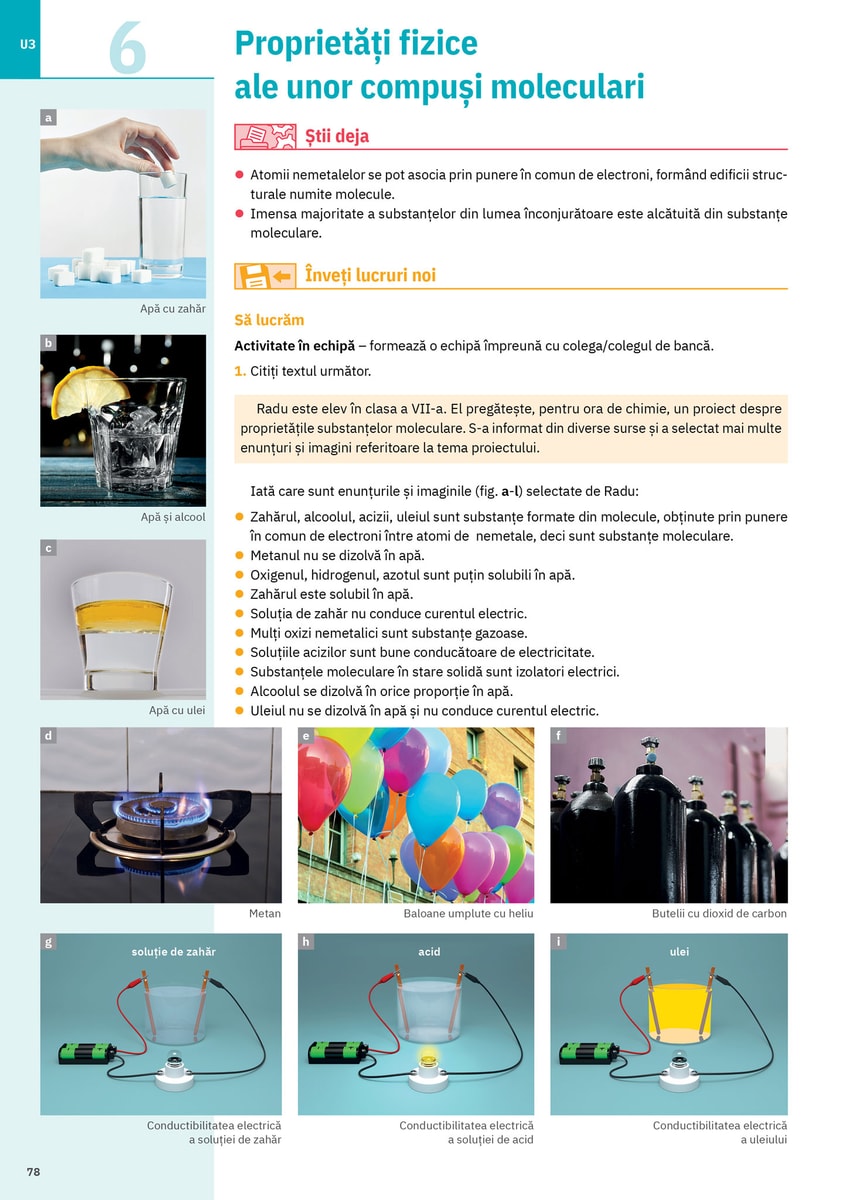 U3
6
Proprietăți fizice
ale unor compuși moleculari
a
Apă cu zahăr
b
Apă și alcool
c
Apă cu ulei
Știi deja
Atomii nemetalelor se pot asocia prin punere în comun de electroni, formând edificii struc-
turale numite molecule.
Imensa majoritate a substanțelor din lumea înconjurătoare este alcătuită din substanțe
moleculare.
Înveți lucruri noi
Să lucrăm
Activitate în echipă – formează o echipă împreună cu colega/colegul de bancă.
1. Citiți textul următor.
Radu este elev în clasa a VII-a. El pregătește, pentru ora de chimie, un proiect despre
proprietățile substanțelor moleculare. S-a informat din diverse surse și a selectat mai multe
enunțuri și imagini referitoare la tema proiectului.
Iată care sunt enunțurile și imaginile (fig. a-l) selectate de Radu:
Zahărul, alcoolul, acizii, uleiul sunt substanțe formate din molecule, obținute prin punere
în comun de electroni între atomi de nemetale, deci sunt substanțe moleculare.
Metanul nu se dizolvă în apă.
Oxigenul, hidrogenul, azotul sunt puțin solubili în apă.
Zahărul este solubil în apă.
Soluția de zahăr nu conduce curentul electric.
Mulți oxizi nemetalici sunt substanțe gazoase.
Soluțiile acizilor sunt bune conducătoare de electricitate.
Substanțele moleculare în stare solidă sunt izolatori electrici.
Alcoolul se dizolvă în orice proporție în apă.
Uleiul nu se dizolvă în apă și nu conduce curentul electric.
d
Metan
e
Baloane umplute cu heliu
f
Butelii cu dioxid de carbon
g
soluție de zahăr
Conductibilitatea electrică
a soluției de zahăr
h
acid
Conductibilitatea electrică
a soluției de acid
i
ulei
Conductibilitatea electrică
a uleiului
78